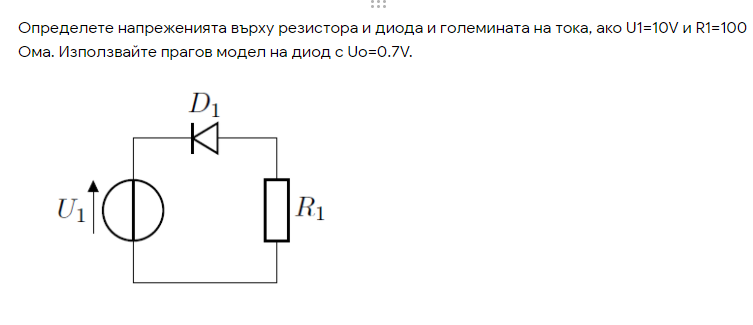 Определете напреженията върху резистора и диода и големината на тока, ако U1=10V и R1=100
Ома. Използвайте прагов модел на диод с Uo=0.7V.
D1
U1
R1